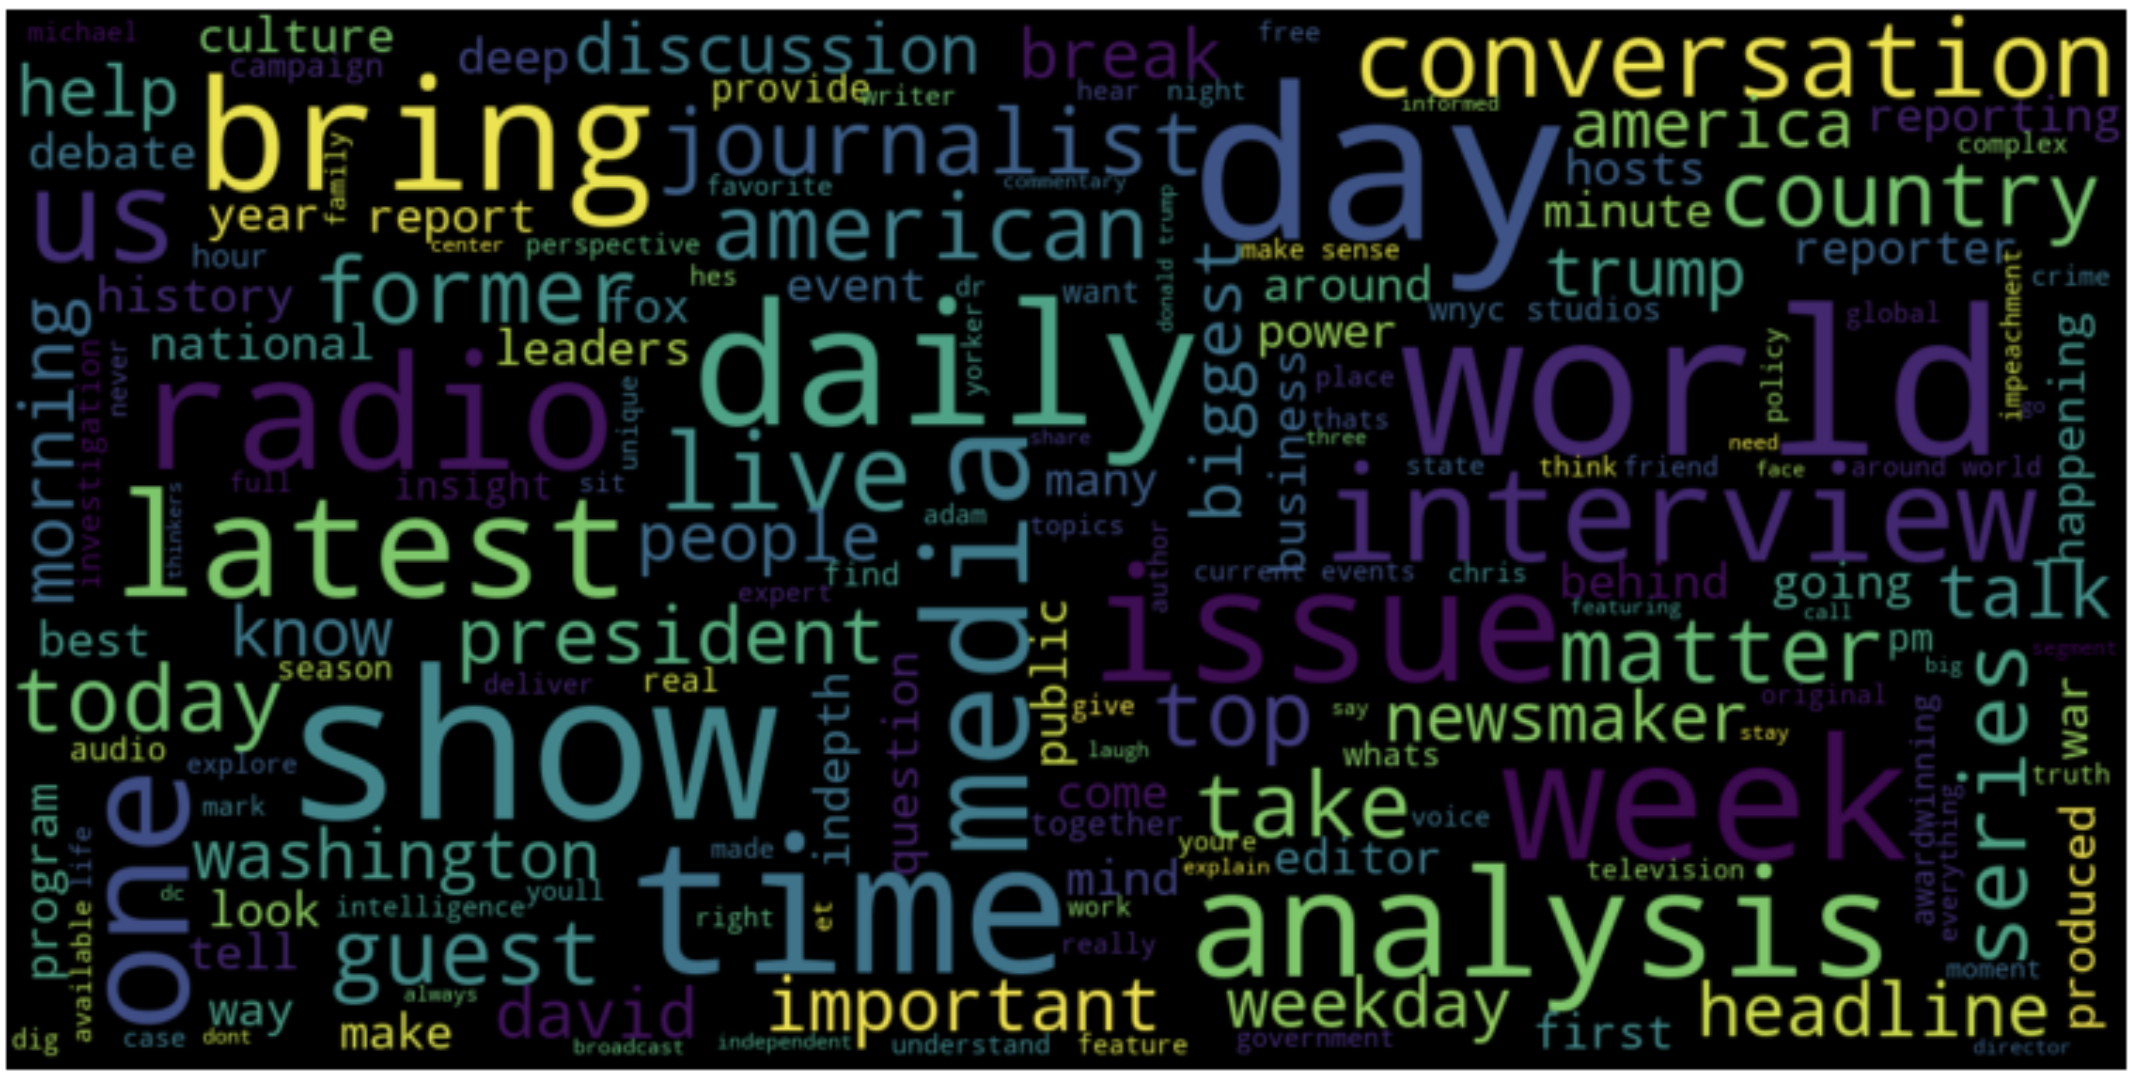 michael
culture
campaign
deep
discussion
break
free
conversation
help
bring
provide
writer
hear
night
informed
america
reporting
debate
family
journalist
day
hosts
complex
us
year
report
favorite
commentary
american
donald trump
minute
country
center
perspective
hour
former
hes
event
dr
want
biggest
make sense
around
trump
reporter
crime
history
fox
wnyc studios
impeachment
morning
national
leaders
daily
yorker
power
world
global
policy
happening
investigation
never
radio
unique
business
place
thats
three
need
go
live
media
share
state
think
friend
face
around world
full
insight
sit
many
interview
latest
thinkers
people
adam
topics
author
find
current events
chris
behind
going
talk
expert
issue
featuring
call
best
know
president
public
matter
pm
big
segment
today
season
deliver
real
indepth
question
give
top
say
newsmaker
original
stay
series
war
audio
show
laugh
whats
explore
week
awardwinning
everything
truth
one
mark
come
together
take
voice
program
life
washington
made
time
youre
explain
editor
television
produced
dc
look
intelligence
youll
right
et
mind
work
analysis
available
tell
guest
really
moment
way
always
david
important
weekday
headline
dig
case
dont
make
broadcast
independent
understand
feature
government
first
director